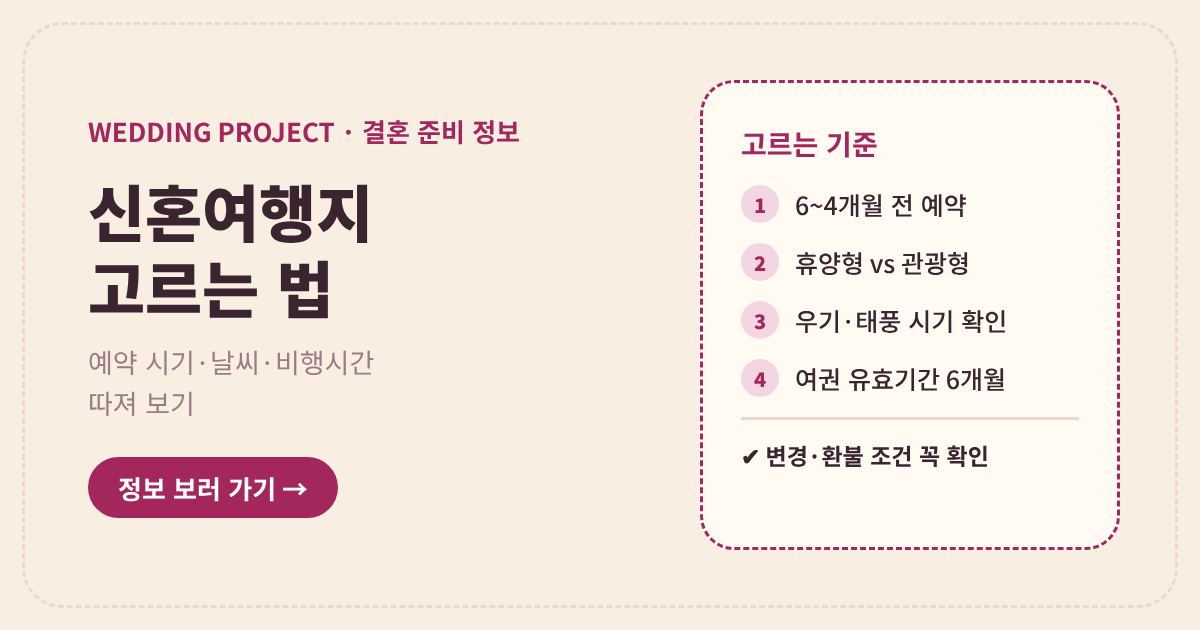 WEDDING PROJECT · 결혼 준비 정보
신혼여행지
고르는 법
예약 시기·날씨·비행시간
따져 보기
정보 보러 가기 →
고르는 기준
1 6~4개월 전 예약
2 휴양형 vs 관광형
3 우기·태풍 시기 확인
4 여권 유효기간 6개월
✔ 변경·환불 조건 꼭 확인